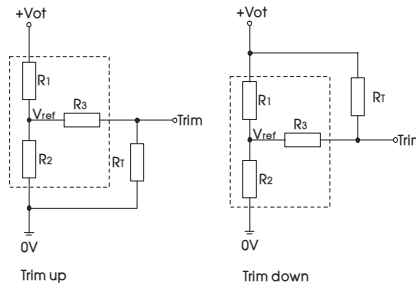 +Vot
R1
Vref
R3
Trim
R2
RT
0V
Trim up
+Vot
R1
RT
Vref
R3
Trim
R2
0V
Trim down